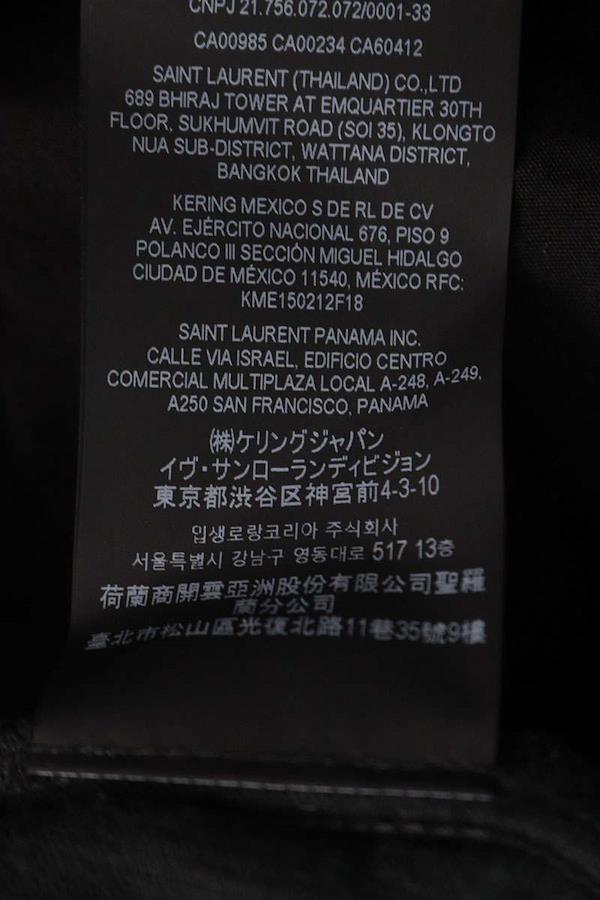 CNPJ 21.756.072.072/0001-33
CA00985 CA00234 CA60412
SAINT LAURENT (THAILAND) CO.,LTD
689 BHIRAJ TOWER AT EMQUARTIER 30TH
FLOOR, SUKHUMVIT ROAD (SOI 35), KLONGTO
NUA SUB-DISTRICT, WATTANA DISTRICT,
BANGKOK THAILAND
KERING MEXICO S DE RL DE CV
AV. EJÉRCITO NACIONAL 676, PISO 9
POLANCO III SECCIÓN MIGUEL HIDALGO
CIUDAD DE MÉXICO 11540, MÉXICO RFC:
KME150212F18
SAINT LAURENT PANAMA INC.
CALLE VIA ISRAEL, EDIFICIO CENTRO
COMERCIAL MULTIPLAZA LOCAL A-248, A-249,
A250 SAN FRANCISCO, PANAMA
㈱ケリングジャパン
イヴ・サンローランディビジョン
東京都渋谷区神宮前4-3-10
입생로랑코리아 주식회사
서울특별시 강남구 영동대로 517 13층
荷蘭商開雲亞洲股份有限公司聖羅
蘭分公司
臺北市松山區光復北路11巷35號9樓